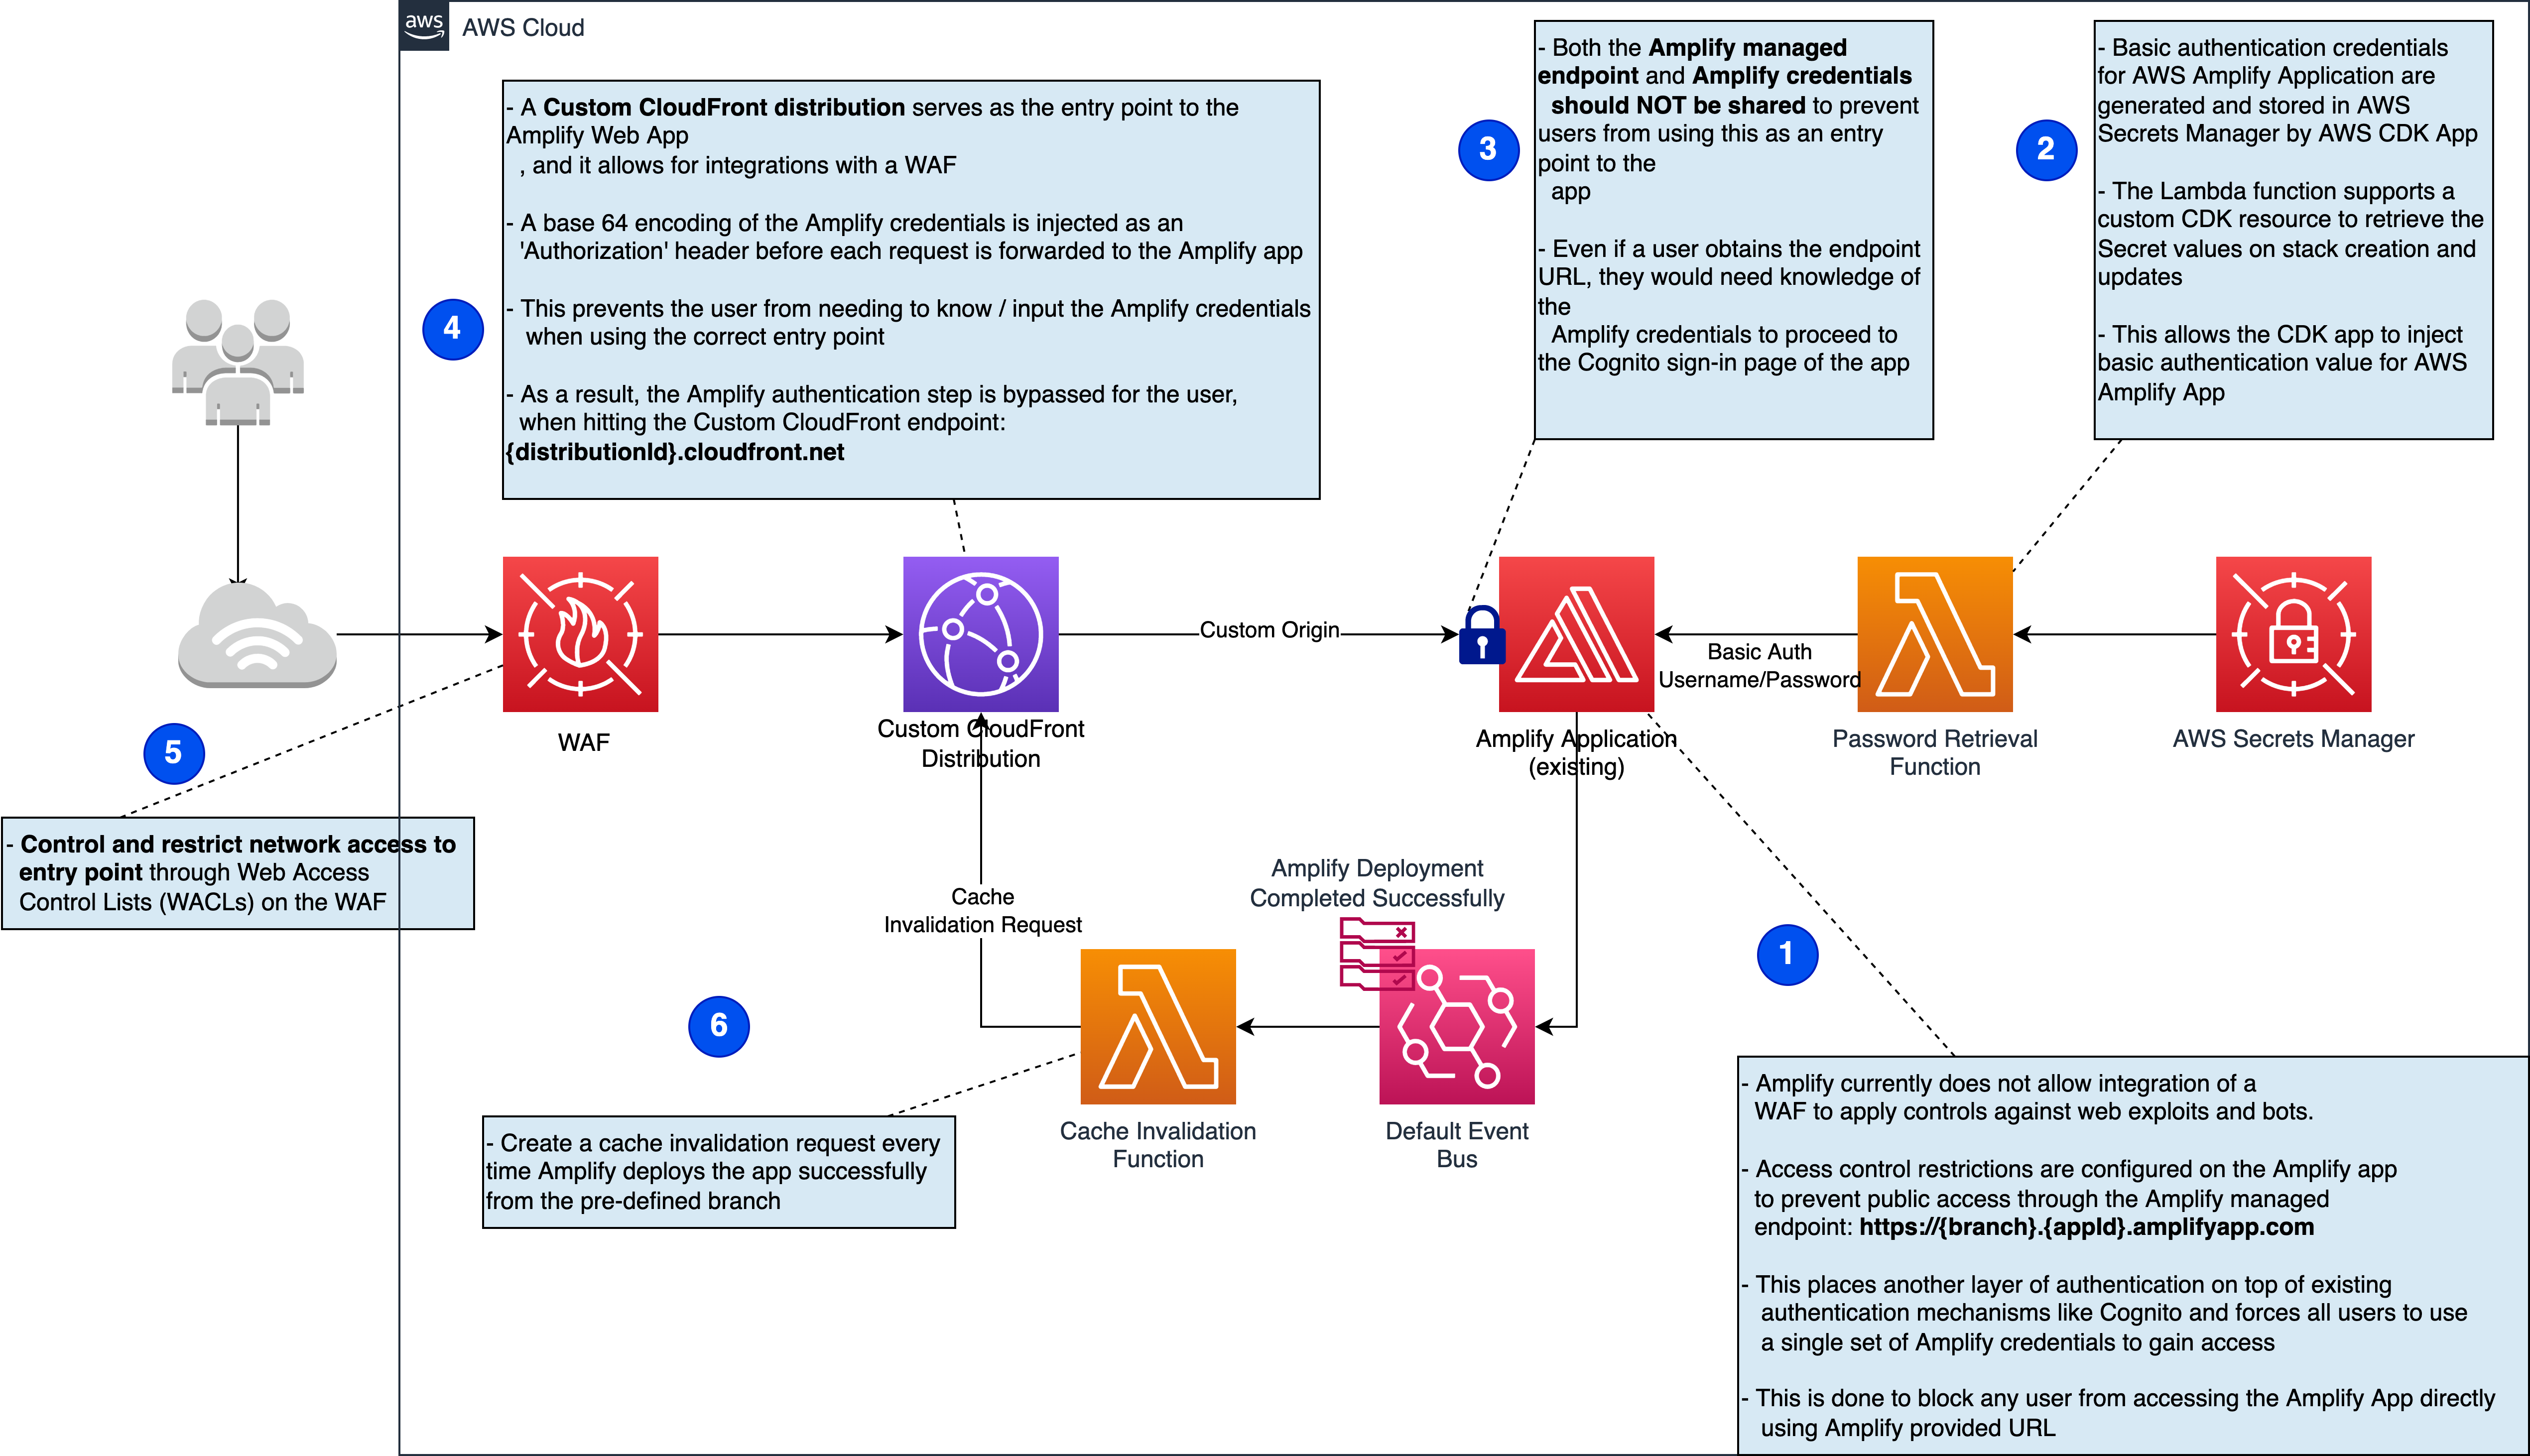 aws
AWS Cloud
- A Custom CloudFront distribution serves as the entry point to the
Amplify Web App
, and it allows for integrations with a WAF
- A base 64 encoding of the Amplify credentials is injected as an
'Authorization' header before each request is forwarded to the Amplify app
- This prevents the user from needing to know / input the Amplify credentials
when using the correct entry point
- As a result, the Amplify authentication step is bypassed for the user,
when hitting the Custom CloudFront endpoint:
{distributionId}.cloudfront.net
4
3
- Both the Amplify managed
endpoint and Amplify credentials
should NOT be shared to prevent
users from using this as an entry
point to the
app
- Even if a user obtains the endpoint
URL, they would need knowledge of
the
Amplify credentials to proceed to
the Cognito sign-in page of the app
2
- Basic authentication credentials
for AWS Amplify Application are
generated and stored in AWS
Secrets Manager by AWS CDK App
- The Lambda function supports a
custom CDK resource to retrieve the
Secret values on stack creation and
updates
- This allows the CDK app to inject
basic authentication value for AWS
Amplify App
Custom Origin
Basic Auth
Username/Password
WAF
Custom CloudFront
Distribution
Amplify Application
(existing)
Password Retrieval
Function
AWS Secrets Manager
5
- Control and restrict network access to
entry point through Web Access
Control Lists (WACLs) on the WAF
Cache
Invalidation Request
Amplify Deployment
Completed Successfully
6
1
Cache Invalidation
Function
Default Event
Bus
- Create a cache invalidation request every
time Amplify deploys the app successfully
from the pre-defined branch
- Amplify currently does not allow integration of a
WAF to apply controls against web exploits and bots.
- Access control restrictions are configured on the Amplify app
to prevent public access through the Amplify managed
endpoint: https://{branch}.{appId}.amplifyapp.com
- This places another layer of authentication on top of existing
authentication mechanisms like Cognito and forces all users to use
a single set of Amplify credentials to gain access
- This is done to block any user from accessing the Amplify App directly
using Amplify provided URL